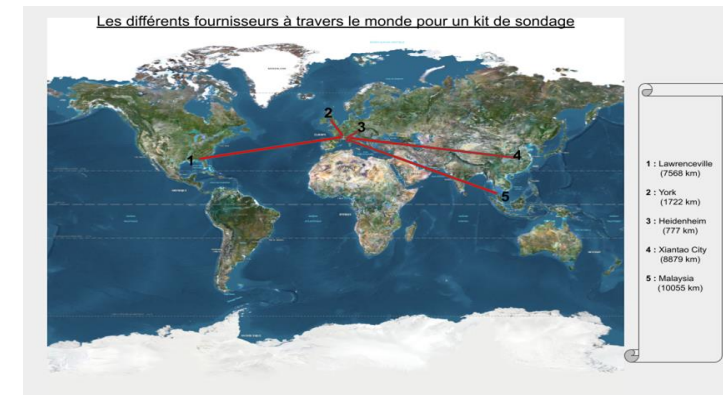 Les différents fournisseurs à travers le monde pour un kit de sondage
2
3
1
4
5
1 : Lawrenceville
(7568 km)
2 : York
(1722 km)
3 : Heidenheim
(777 km)
4 : Xiantao City
(8879 km)
5 : Malaysia
(10055 km)